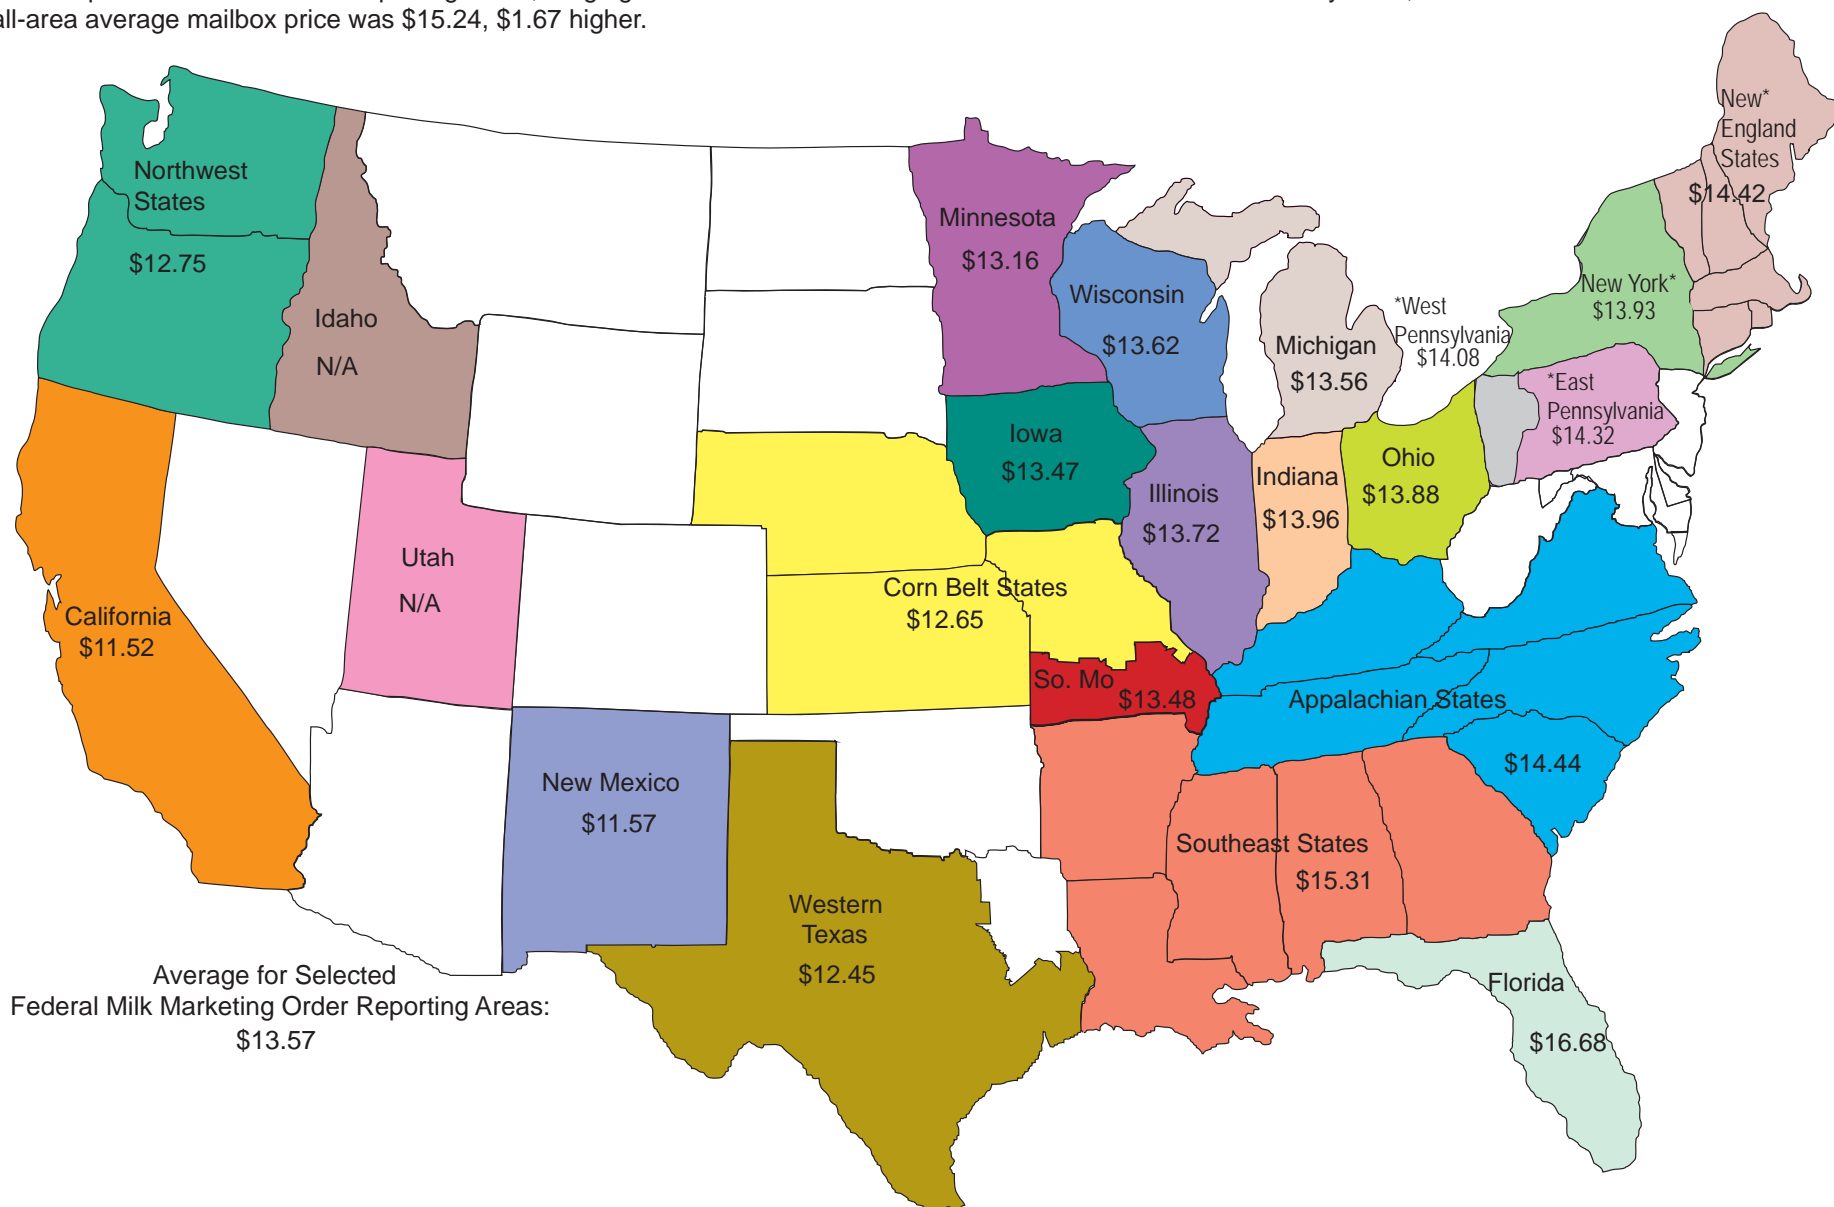 all-area average mailbox price was $15.24, $1.67 higher.
New*
England
States
$14.42
Northwest
States
$12.75
Minnesota
$13.16
Wisconsin
$13.62
Idaho
N/A
Michigan
$13.56
*West
Pennsylvania
$14.08
New York*
$13.93
*East
Pennsylvania
$14.32
Iowa
$13.47
Illinois
$13.72
Indiana
$13.96
Ohio
$13.88
Utah
N/A
Corn Belt States
$12.65
California
$11.52
So. Mo
$13.48
Appalachian States
$14.44
New Mexico
$11.57
Southeast States
$15.31
Western
Texas
$12.45
Florida
$16.68
Average for Selected
Federal Milk Marketing Order Reporting Areas:
$13.57